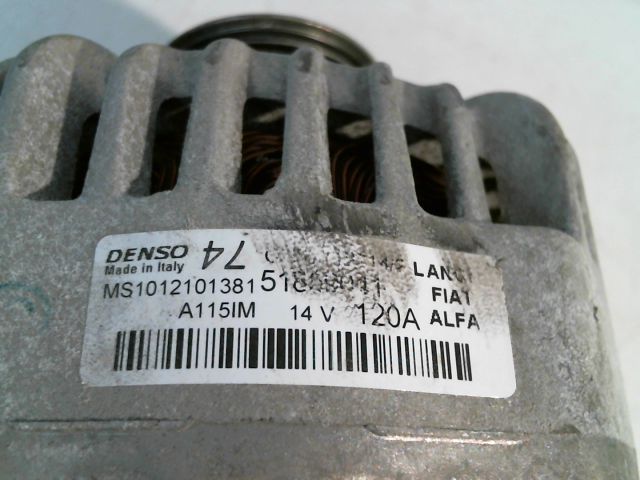 DENSO 74
Made in Italy
MS1012101381
A115IM 14 V 120A
FIAT
ALFA